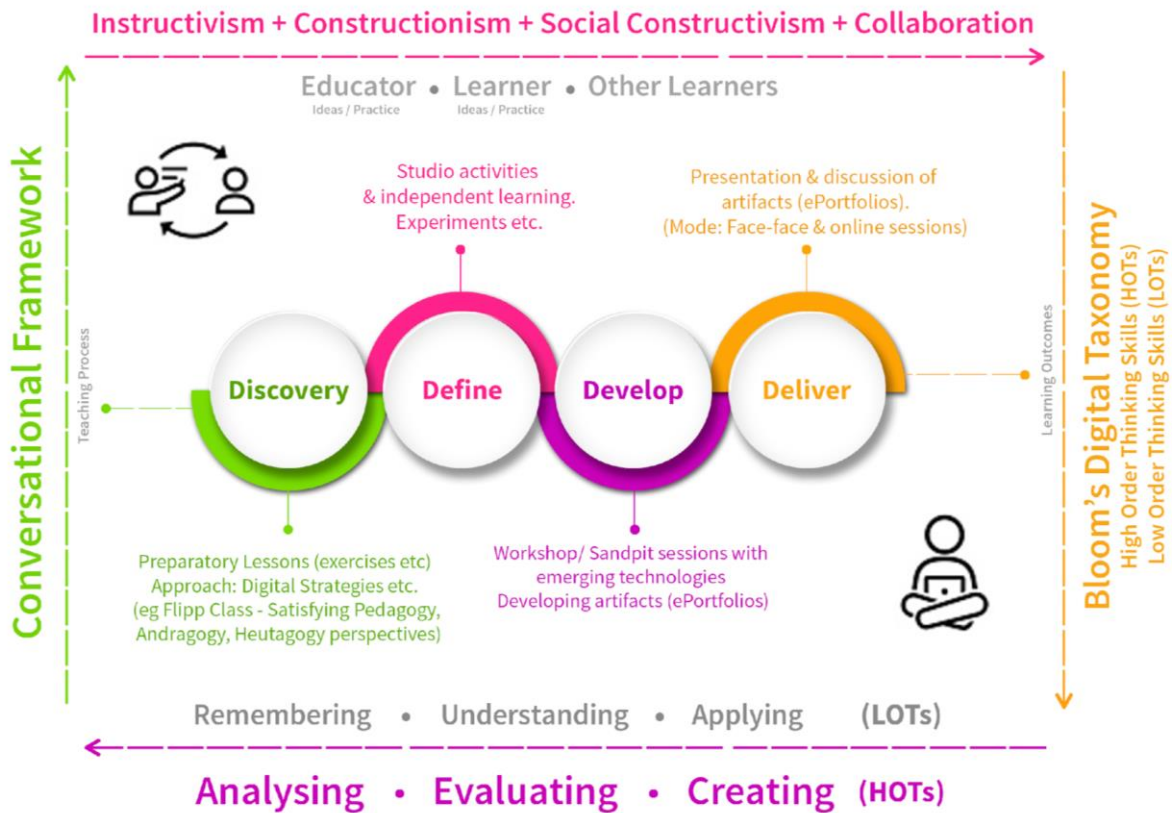 Instructivism + Constructionism + Social Constructivism + Collaboration
Educator • Learner • Other Learners
Ideas / Practice Ideas / Practice
Conversational Framework
Teaching Process
Studio activities
& independent learning.
Experiments etc.
Presentation & discussion of
artifacts (ePortfolios).
(Mode: Face-face & online sessions)
Discovery
Define
Develop
Deliver
Preparatory Lessons (exercises etc)
Approach: Digital Strategies etc.
(eg Flipp Class - Satisfying Pedagogy,
Andragogy, Heutagogy perspectives)
Workshop/ Sandpit sessions with
emerging technologies
Developing artifacts (ePortfolios)
Learning Outcomes
Bloom's Digital Taxonomy
High Order Thinking Skills (HOTs)
Low Order Thinking Skills (LOTs)
Remembering • Understanding • Applying (LOTs)
Analysing • Evaluating • Creating (HOTs)